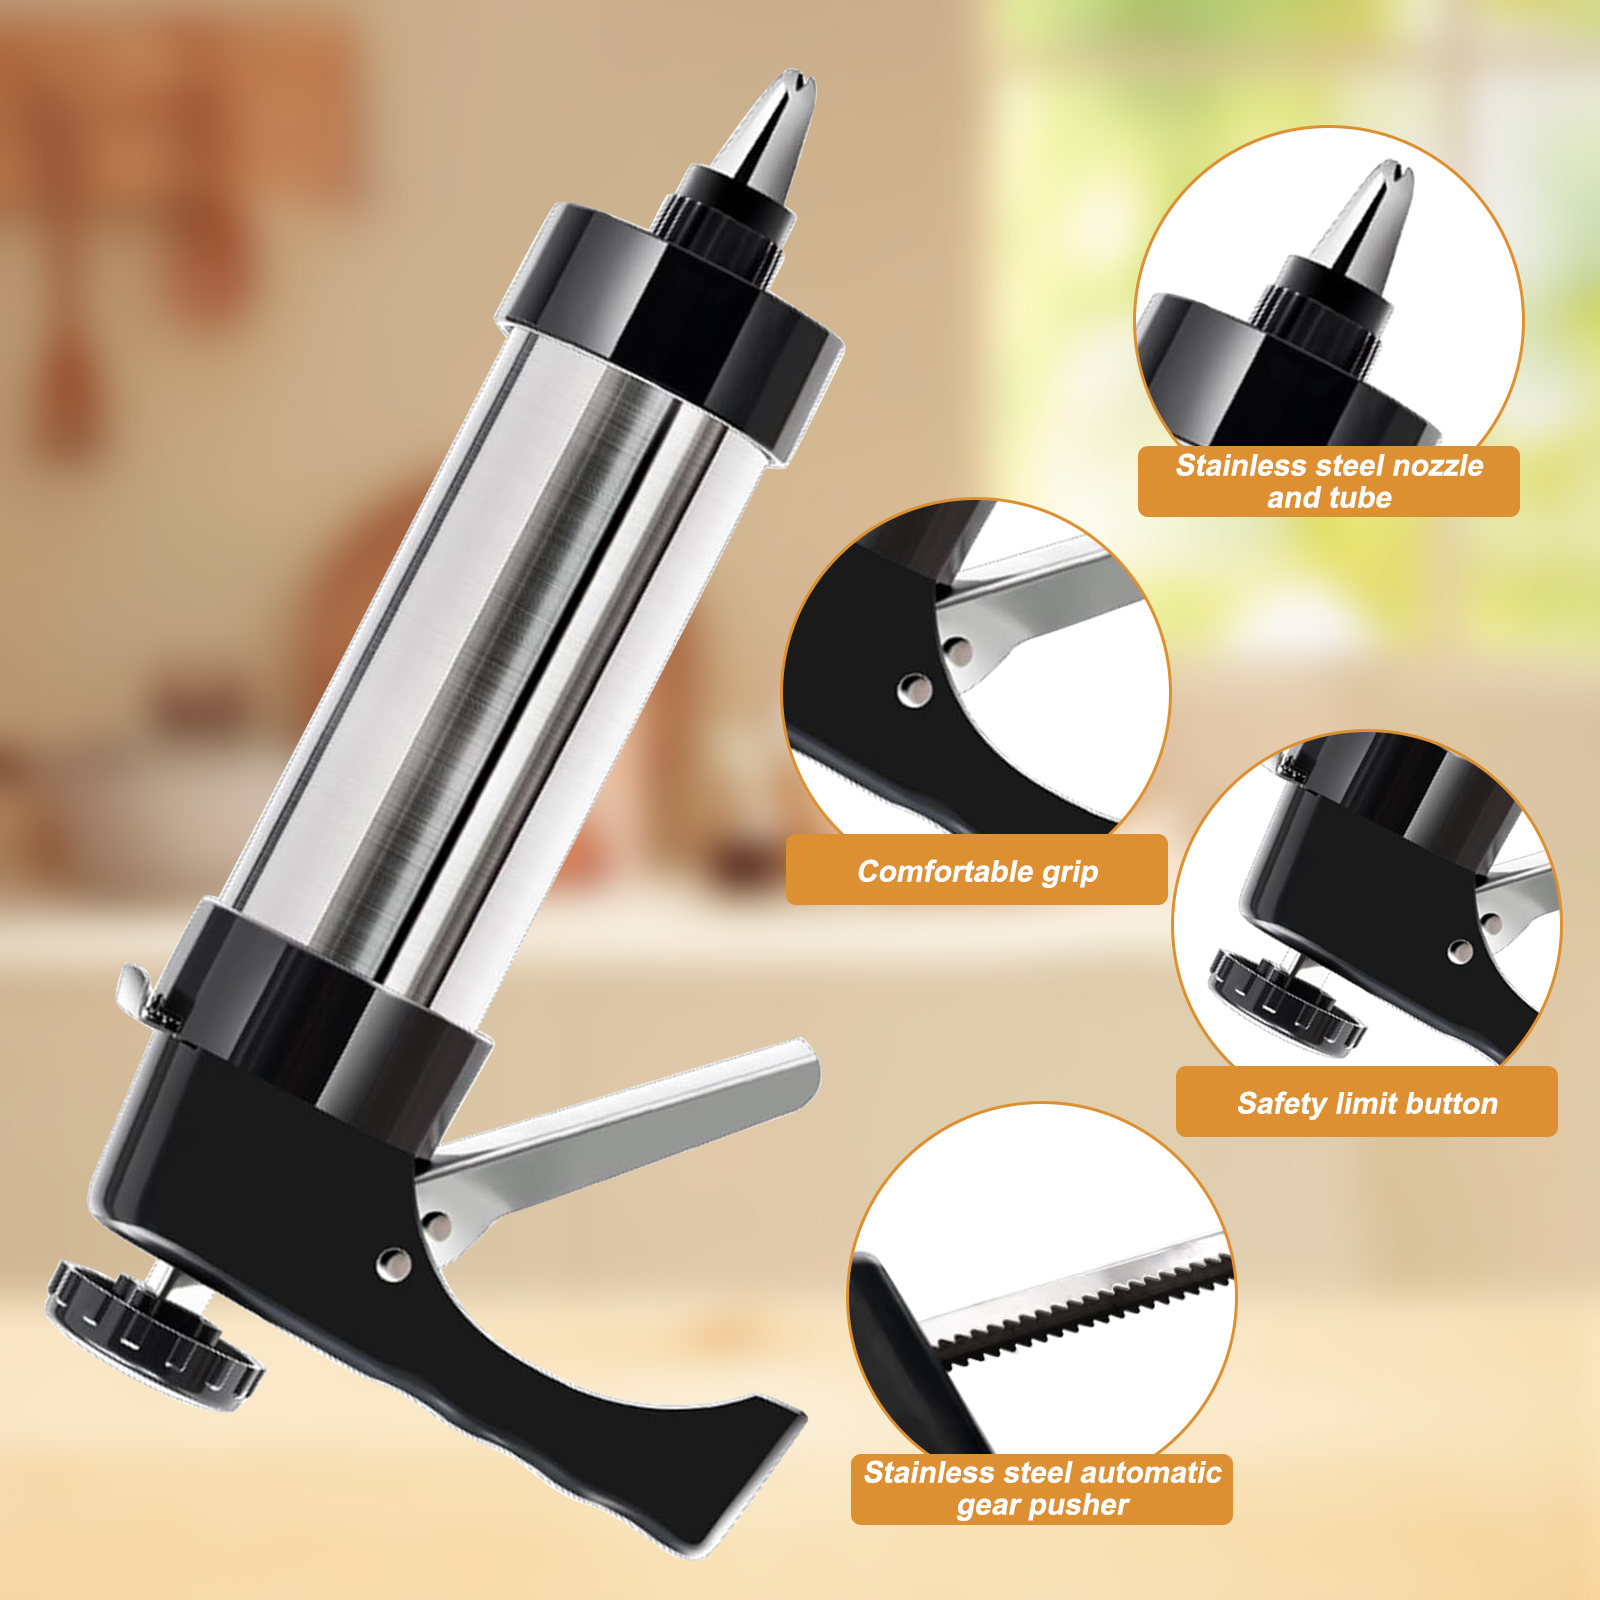 Stainless steel nozzle
and tube
Comfortable grip
Safety limit button
Stainless steel automatic
gear pusher